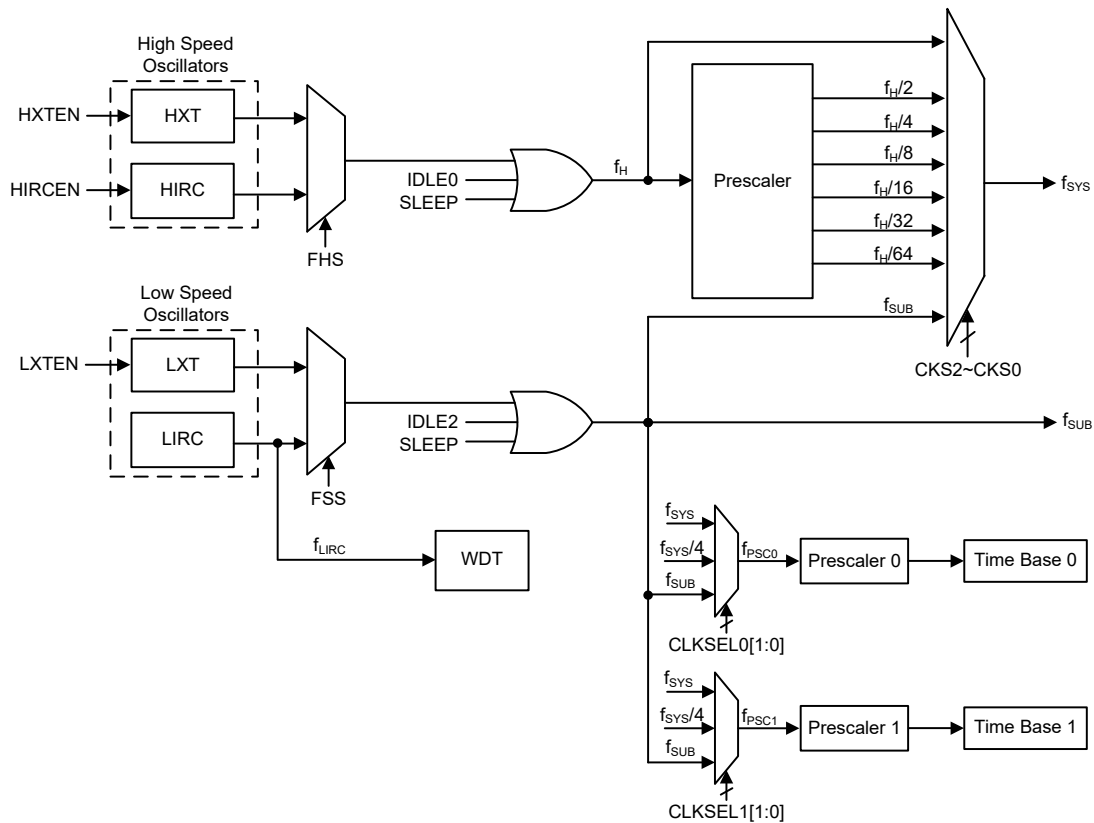 High Speed
Oscillators
HXTEN
HXT
HIRCEN
HIRC
FHS
IDLE0
SLEEP
fH
Prescaler
fH/2
fH/4
fH/8
fH/16
fH/32
fH/64
fSUB
CKS2~CKS0
fSYS
Low Speed
Oscillators
LXTEN
LXT
LIRC
FSS
IDLE2
SLEEP
fSUB
fLIRC
WDT
fSYS
fSYS/4
fSUB
fPSC0
Prescaler 0
Time Base 0
CLKSEL0[1:0]
fSYS
fSYS/4
fSUB
fPSC1
Prescaler 1
Time Base 1
CLKSEL1[1:0]